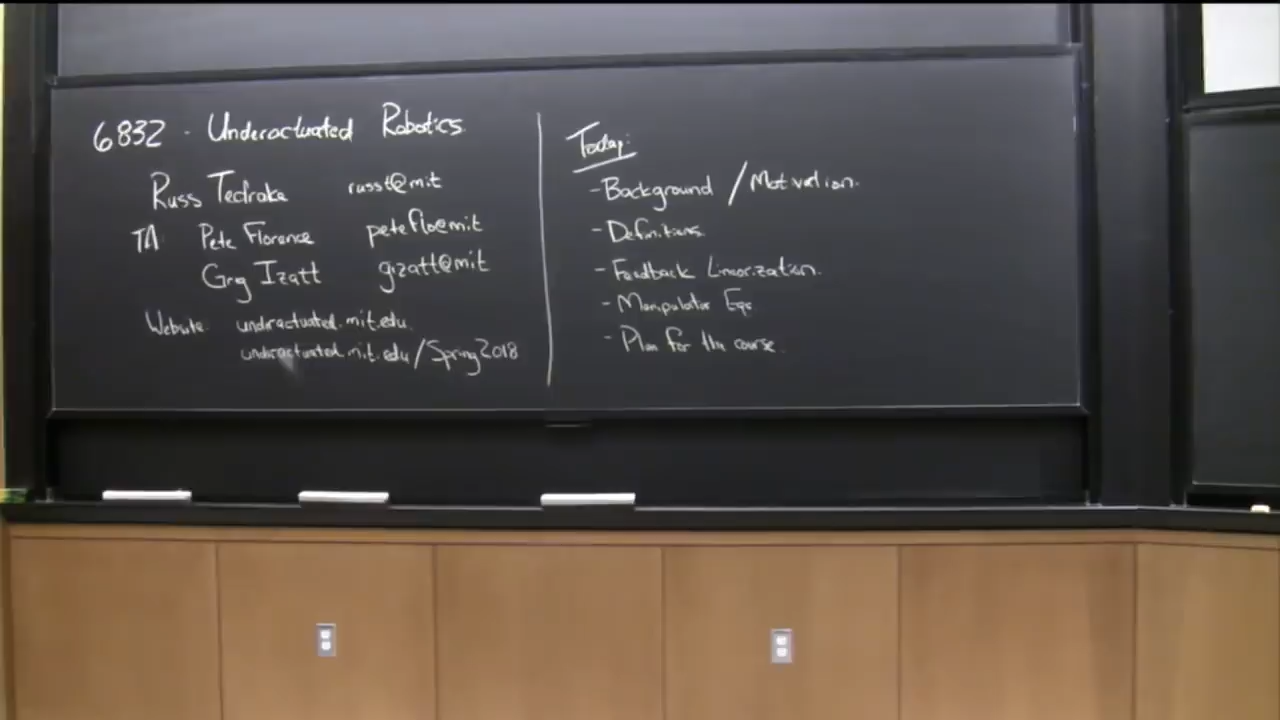 6832 - Underactuated Robotics
Russ Tedrake russt@mit
TA Pete Florence peteflo@mit
Greg Izatt gizatt@mit
Website underactuated.mit.edu
underactuated.mit.edu/Spring2018
Today:
- Background / Motivation.
- Definitions.
- Feedback Linearization.
- Manipulator Eqs
- Plan for the course.